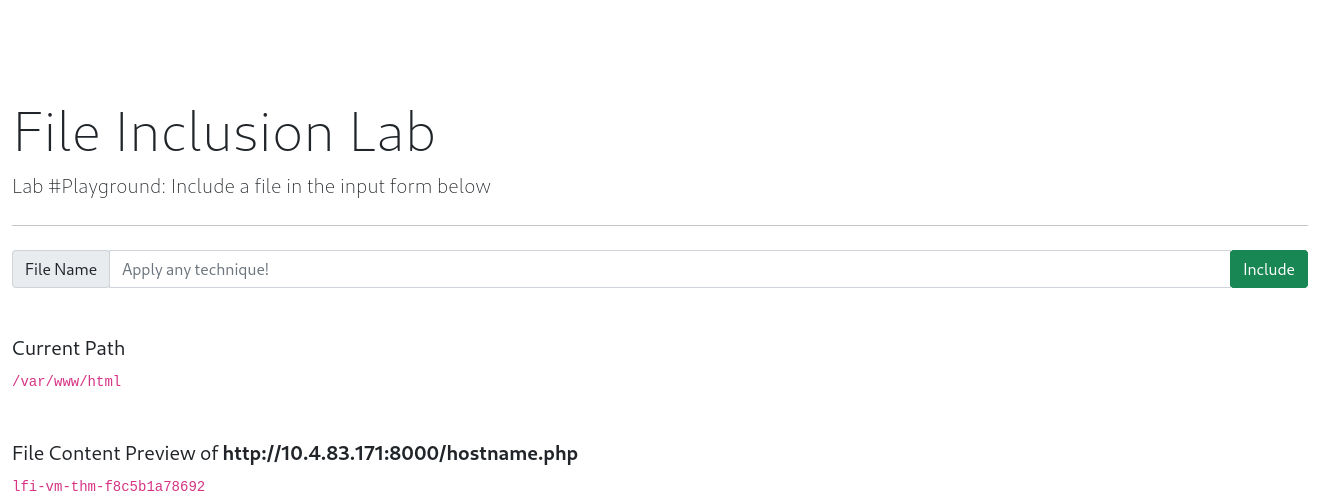 File Inclusion Lab
Lab #Playground: Include a file in the input form below
File Name Apply any technique! Include
Current Path
/var/www/html
File Content Preview of http://10.4.83.171:8000/hostname.php
lfi-vm-thm-f8c5b1a78692